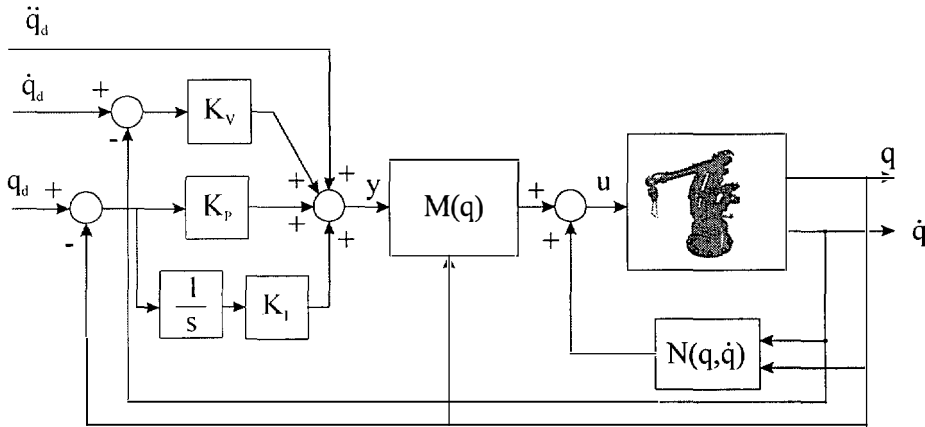 q̈d
q̇d + - KV
qd + - KP + + + + y M(q) + + u q
q̇
1/s KI
N(q,q̇)